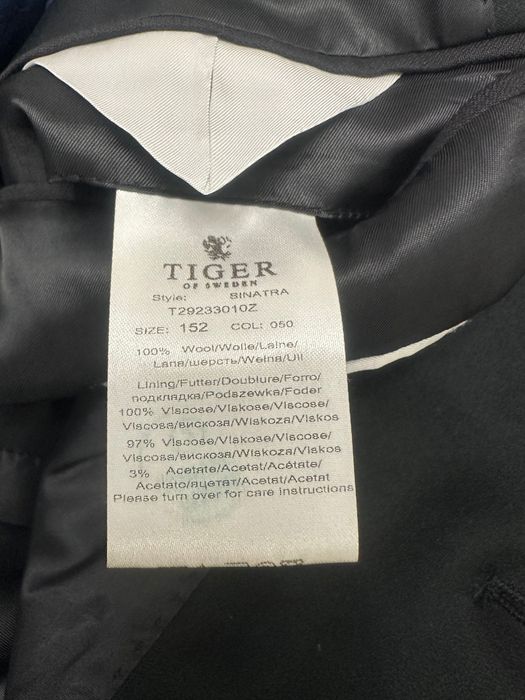 TIGER
OF SWEDEN
Style: SINATRA
T29233010Z
SIZE: 152 COL: 050
100% Wool/Wolle/Laine/
Lana/шерсть/Wełna/Ull
Lining/Futter/Doublure/Forro/
подкладка/Podszewka/Foder
100% Viscose/Viskose/Viscose/
Viscosa/вискоза/Wiskoza/Viskos
97% Viscose/Viskose/Viscose/
Viscosa/вискоза/Wiskoza/Viskos
3% Acetate/Acetat/Acétate/
Acetato/ацетат/Acetat/Acetat
Please turn over for care instructions